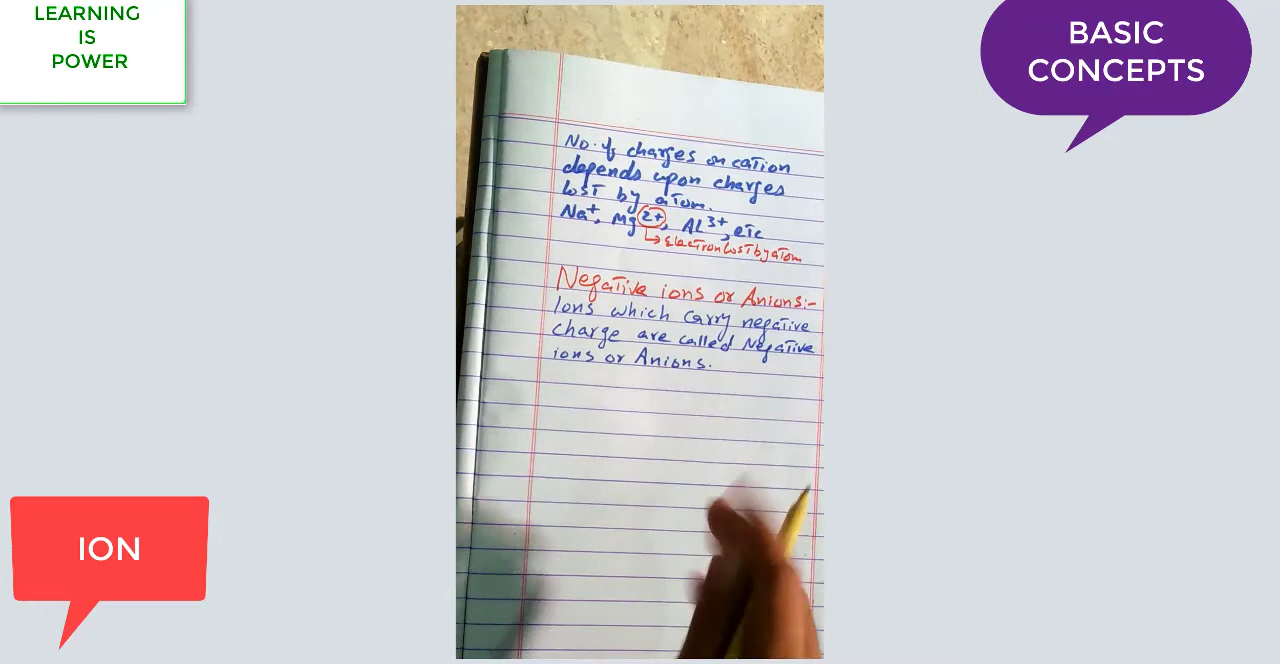 LEARNING
IS
POWER
BASIC
CONCEPTS
No. of charges on cation
depends upon charges
lost by atom.
Na⁺, Mg²⁺, Al³⁺, etc
↳ Electron lost by atom
Negative ions or Anions:-
Ions which carry negative
charge are called Negative
ions or Anions.
ION